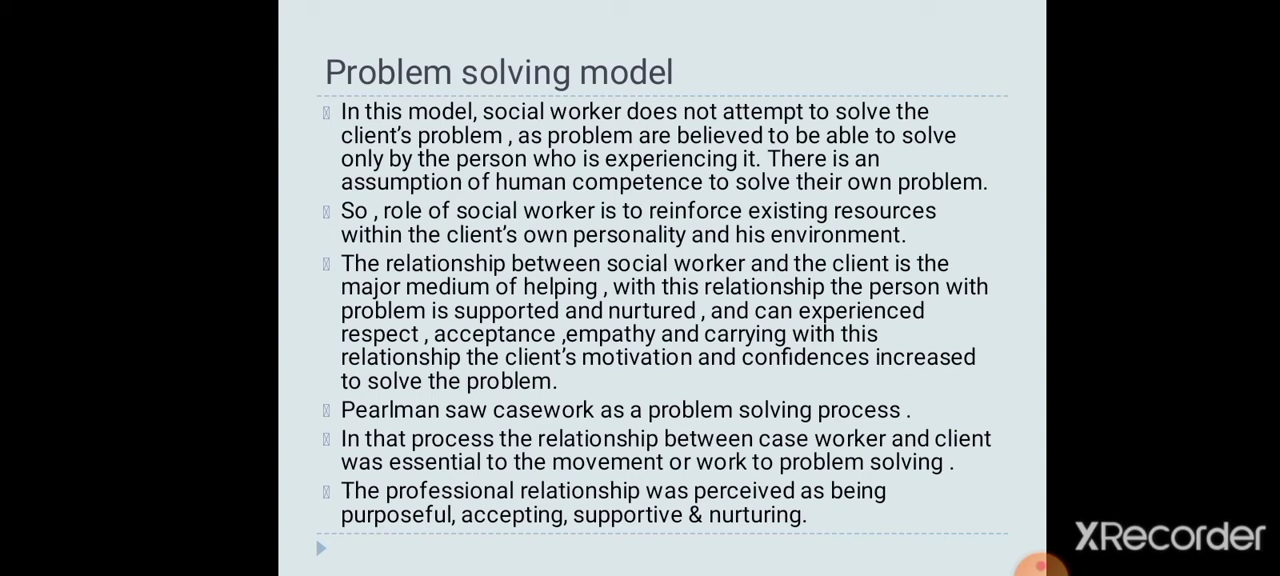 Problem solving model
In this model, social worker does not attempt to solve the
client's problem , as problem are believed to be able to solve
only by the person who is experiencing it. There is an
assumption of human competence to solve their own problem.
So , role of social worker is to reinforce existing resources
within the client's own personality and his environment.
The relationship between social worker and the client is the
major medium of helping , with this relationship the person with
problem is supported and nurtured , and can experienced
respect , acceptance ,empathy and carrying with this
relationship the client's motivation and confidences increased
to solve the problem.
Pearlman saw casework as a problem solving process .
In that process the relationship between case worker and client
was essential to the movement or work to problem solving .
The professional relationship was perceived as being
purposeful, accepting, supportive & nurturing.
XRecorder